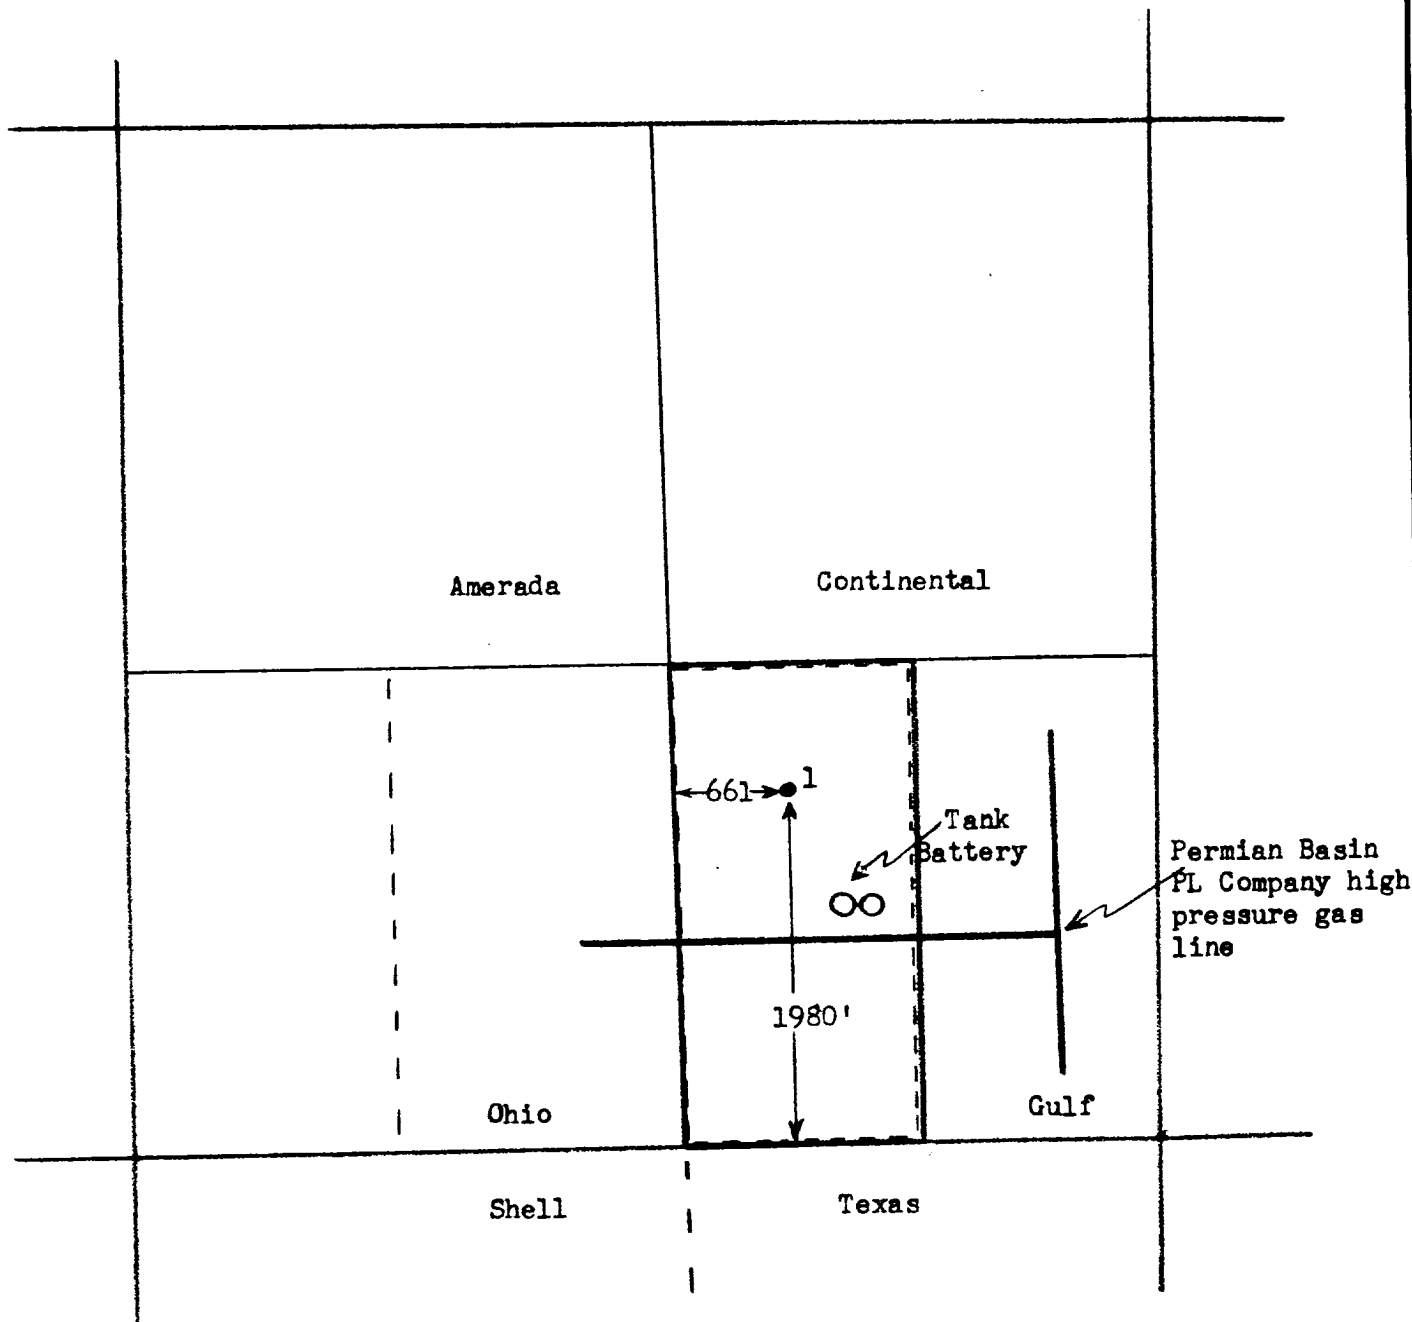 Amerada
Continental
661
1
Tank
Battery
Permian Basin
PL Company high
pressure gas
line
1980'
Ohio
Gulf
Shell
Texas